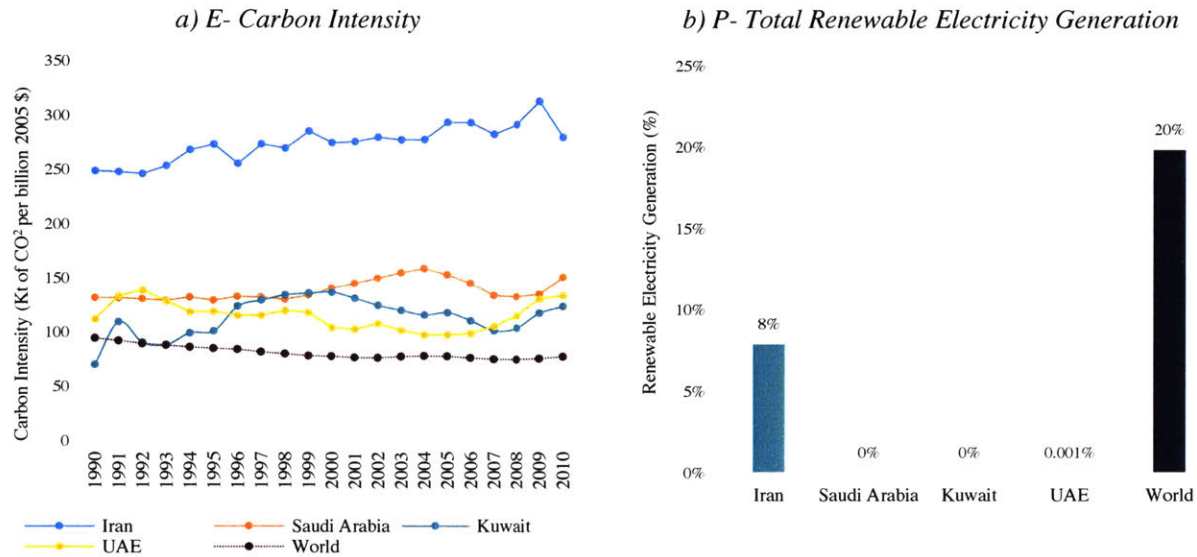 a) E- Carbon Intensity
Carbon Intensity (Kt of CO² per billion 2005 $)
350
300
250
200
150
100
50
0
1990
1991
1992
1993
1994
1995
1996
1997
1998
1999
2000
2001
2002
2003
2004
2005
2006
2007
2008
2009
2010
Iran
Saudi Arabia
Kuwait
UAE
World
b) P- Total Renewable Electricity Generation
Renewable Electricity Generation (%)
25%
20%
15%
10%
5%
0%
8%
0%
0%
0.001%
20%
Iran
Saudi Arabia
Kuwait
UAE
World